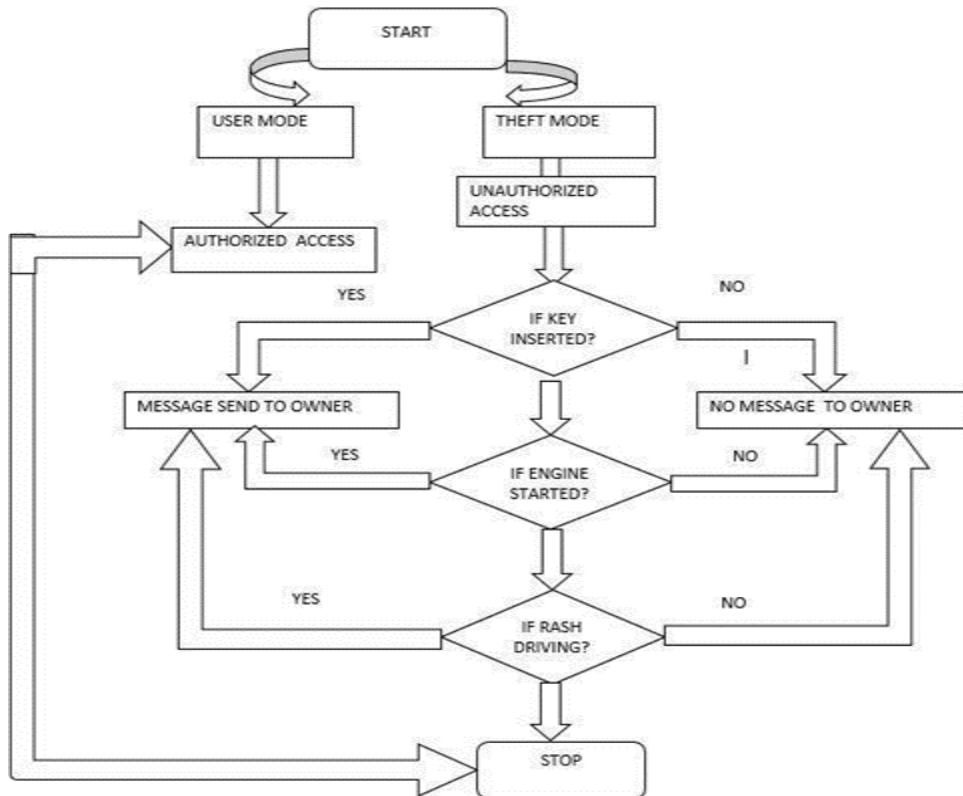 START
USER MODE
THEFT MODE
UNAUTHORIZED
ACCESS
AUTHORIZED ACCESS
YES
NO
IF KEY
INSERTED?
MESSAGE SEND TO OWNER
NO MESSAGE TO OWNER
YES
NO
IF ENGINE
STARTED?
YES
NO
IF RASH
DRIVING?
STOP